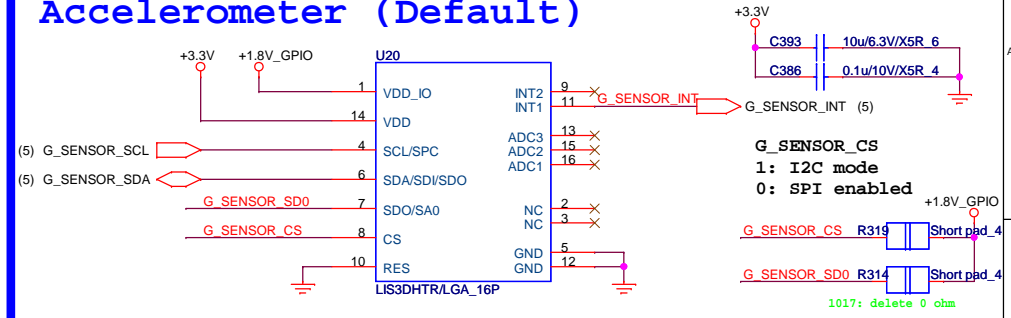 Accelerometer (Default)
+3.3V
+1.8V_GPIO
U20
1 VDD_IO
14 VDD
(5) G_SENSOR_SCL 4 SCL/SPC
(5) G_SENSOR_SDA 6 SDA/SDI/SDO
G_SENSOR_SD0 7 SDO/SA0
G_SENSOR_CS 8 CS
10 RES
INT2 9
INT1 11 G_SENSOR_INT G_SENSOR_INT (5)
ADC3 13
ADC2 15
ADC1 16
NC 2
NC 3
GND 5
GND 12
LIS3DHTR/LGA_16P
+3.3V
C393 10u/6.3V/X5R_6
C386 0.1u/10V/X5R_4
A
G_SENSOR_CS
1: I2C mode
0: SPI enabled
+1.8V_GPIO
G_SENSOR_CS R319 Short pad_4
G_SENSOR_SD0 R314 Short pad_4
1017: delete 0 ohm